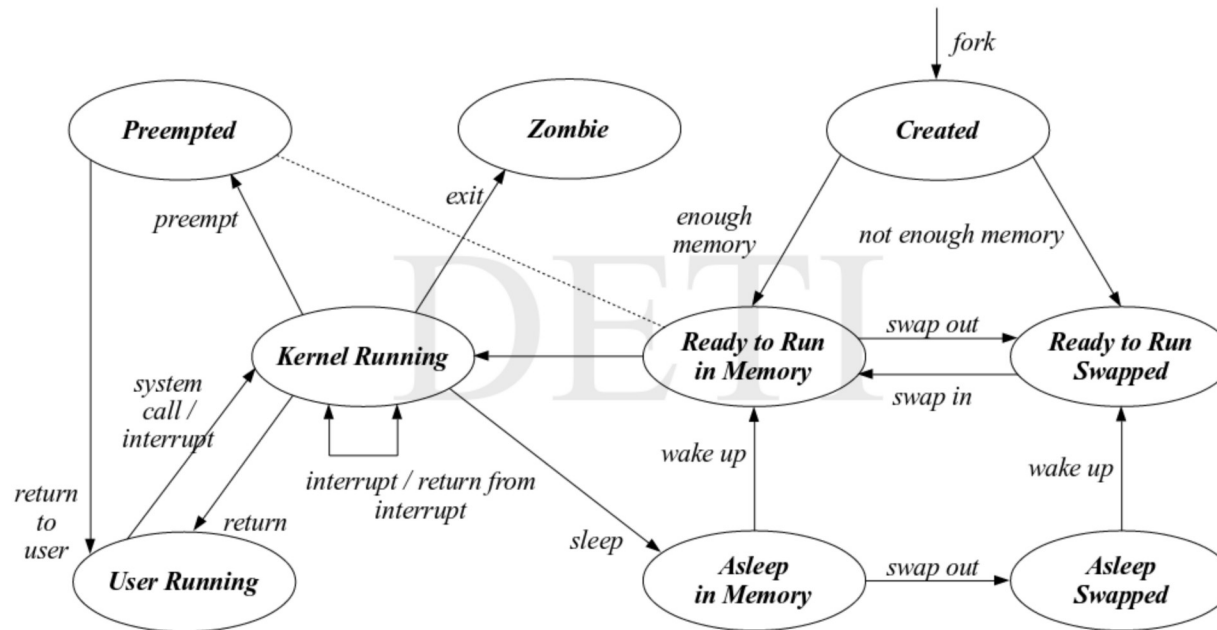 fork
Preempted
Zombie
Created
preempt
exit
enough
memory
not enough memory
DETI
Kernel Running
Ready to Run
in Memory
swap out
swap in
Ready to Run
Swapped
system
call /
interrupt
interrupt / return from
interrupt
wake up
wake up
return
to
user
return
sleep
User Running
Asleep
in Memory
swap out
Asleep
Swapped